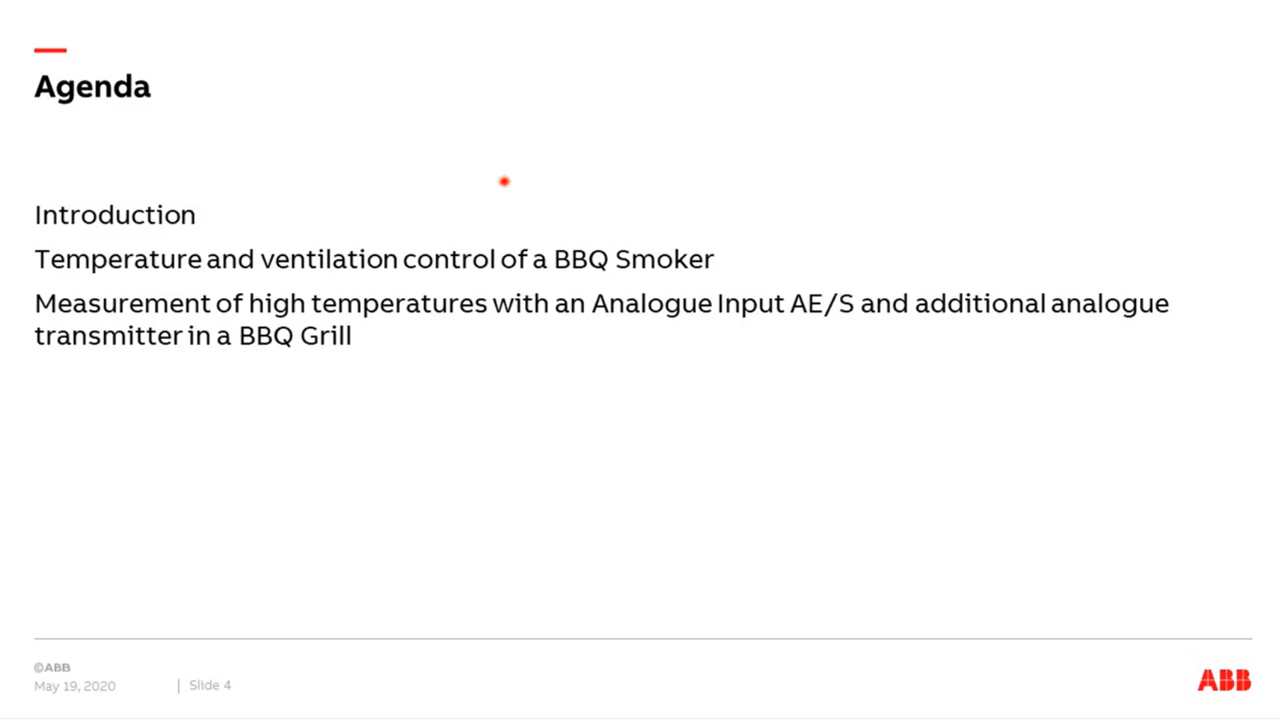 Agenda
Introduction
Temperature and ventilation control of a BBQ Smoker
Measurement of high temperatures with an Analogue Input AE/S and additional analogue
transmitter in a BBQ Grill
©ABB
May 19, 2020 | Slide 4
ABB